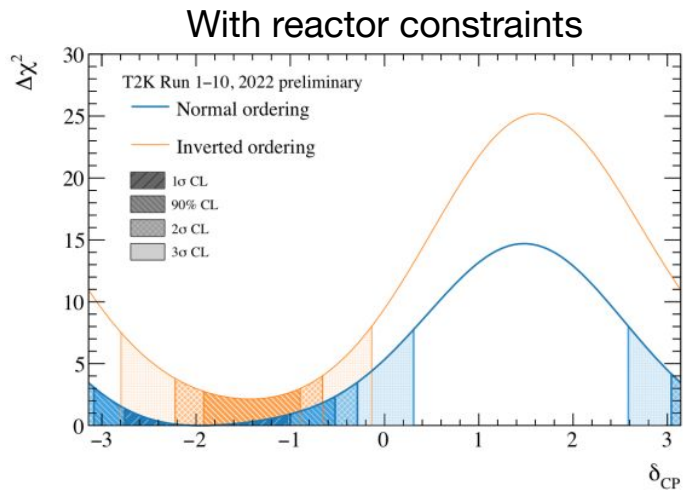 With reactor constraints
Δχ²
30
25
20
15
10
5
0
T2K Run 1–10, 2022 preliminary
Normal ordering
Inverted ordering
1σ CL
90% CL
2σ CL
3σ CL
−3 −2 −1 0 1 2 3
δCP